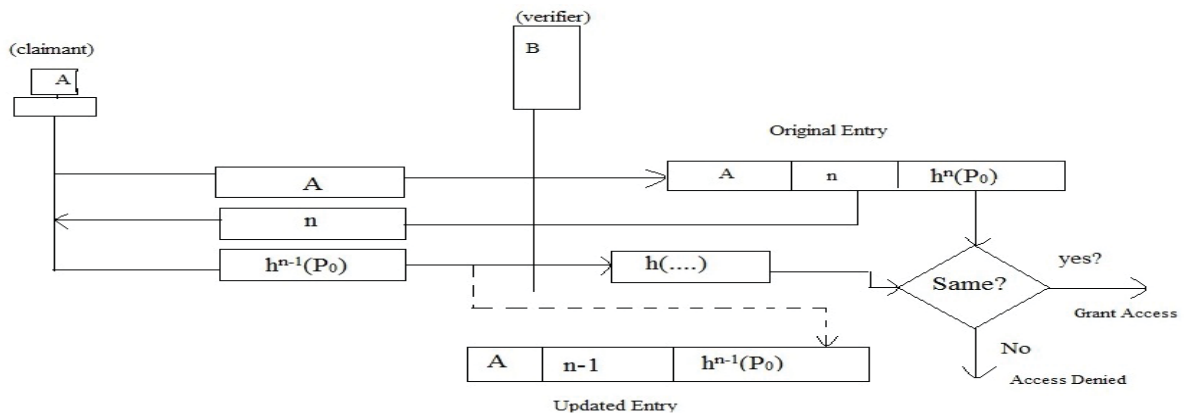 (verifier)
B
(claimant)
A
Original Entry
A
A n hⁿ(P₀)
n
hⁿ⁻¹(P₀)
h(....)
Same?
yes?
Grant Access
No
Access Denied
A n-1 hⁿ⁻¹(P₀)
Updated Entry